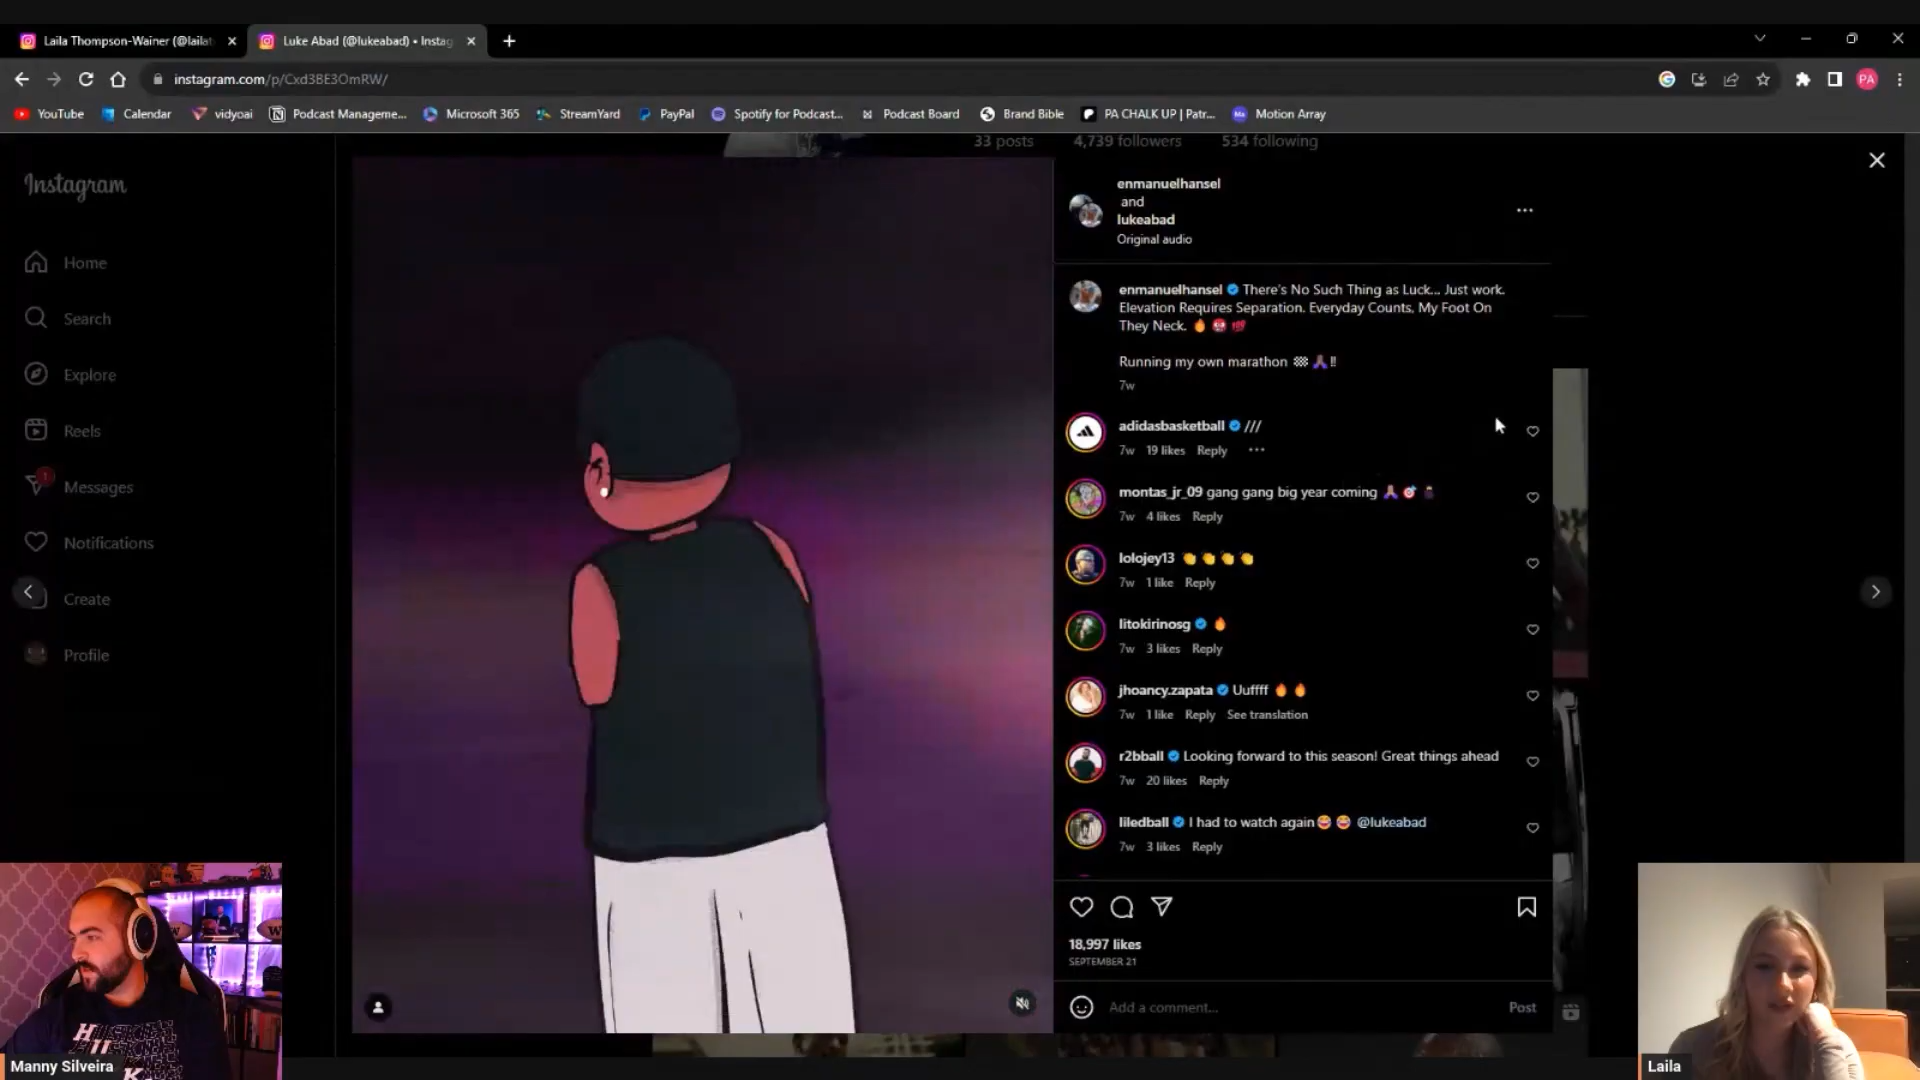 Laila Thompson-Wainer (@lailat
Luke Abad (@lukeabad) • Instag
instagram.com/p/Cxd3BE3OmRW/
PA
YouTube
Calendar
vidyoai
Podcast Manageme...
Microsoft 365
StreamYard
PayPal
Spotify for Podcast...
Podcast Board
Brand Bible
PA CHALK UP | Patr...
Motion Array
33 posts 4,739 followers 534 following
Instagram
Home
Search
Explore
Reels
1
Messages
Notifications
Create
Profile
enmanuelhansel
and
lukeabad
Original audio
enmanuelhansel There's No Such Thing as Luck... Just work.
Elevation Requires Separation. Everyday Counts, My Foot On
They Neck. 🔥 💯
Running my own marathon 🏁 🙏🏾‼️
7w
adidasbasketball ///
7w 19 likes Reply
montas_jr_09 gang gang big year coming 🙏🏽 🎯
7w 4 likes Reply
lolojey13 👏 👏 👏 👏
7w 1 like Reply
litokirinosg 🔥
7w 3 likes Reply
jhoancy.zapata Uuffff 🔥 🔥
7w 1 like Reply See translation
r2bball Looking forward to this season! Great things ahead
7w 20 likes Reply
liledball I had to watch again😂 😂 @lukeabad
7w 3 likes Reply
18,997 likes
SEPTEMBER 21
Add a comment...
Post
Manny Silveira
Laila